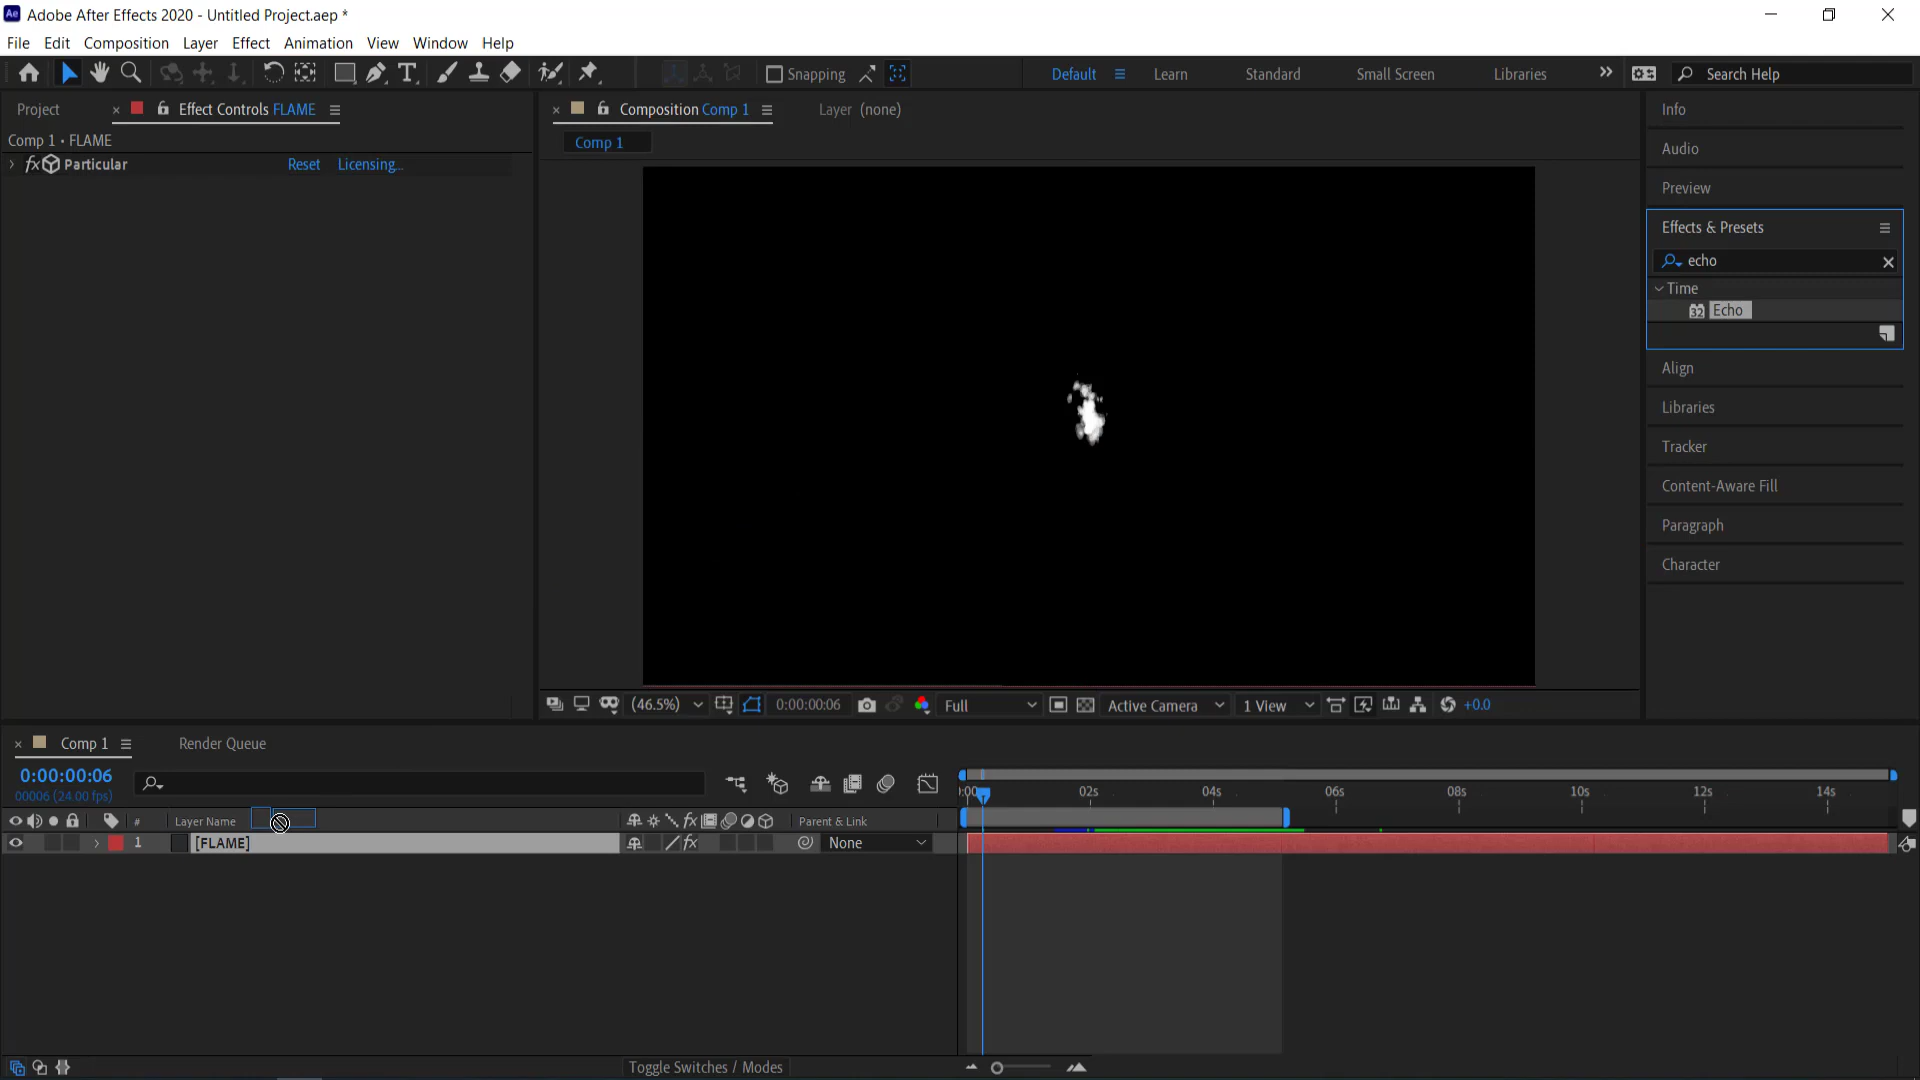 Adobe After Effects 2020 - Untitled Project.aep *
File Edit Composition Layer Effect Animation View Window Help
Snapping
Default Learn Standard Small Screen Libraries
Search Help
Project Effect Controls FLAME
Comp 1 • FLAME
fx Particular Reset Licensing...
Composition Comp 1 Layer (none)
Comp 1
Info
Audio
Preview
Effects & Presets
echo
Time
32 Echo
Align
Libraries
Tracker
Content-Aware Fill
Paragraph
Character
(46.5%) 0:00:00:06 Full Active Camera 1 View +0.0
Comp 1 Render Queue
0:00:00:06
00006 (24.00 fps)
:00 02s 04s 06s 08s 10s 12s 14s
# Layer Name fx Parent & Link
1 [FLAME] fx None
Toggle Switches / Modes